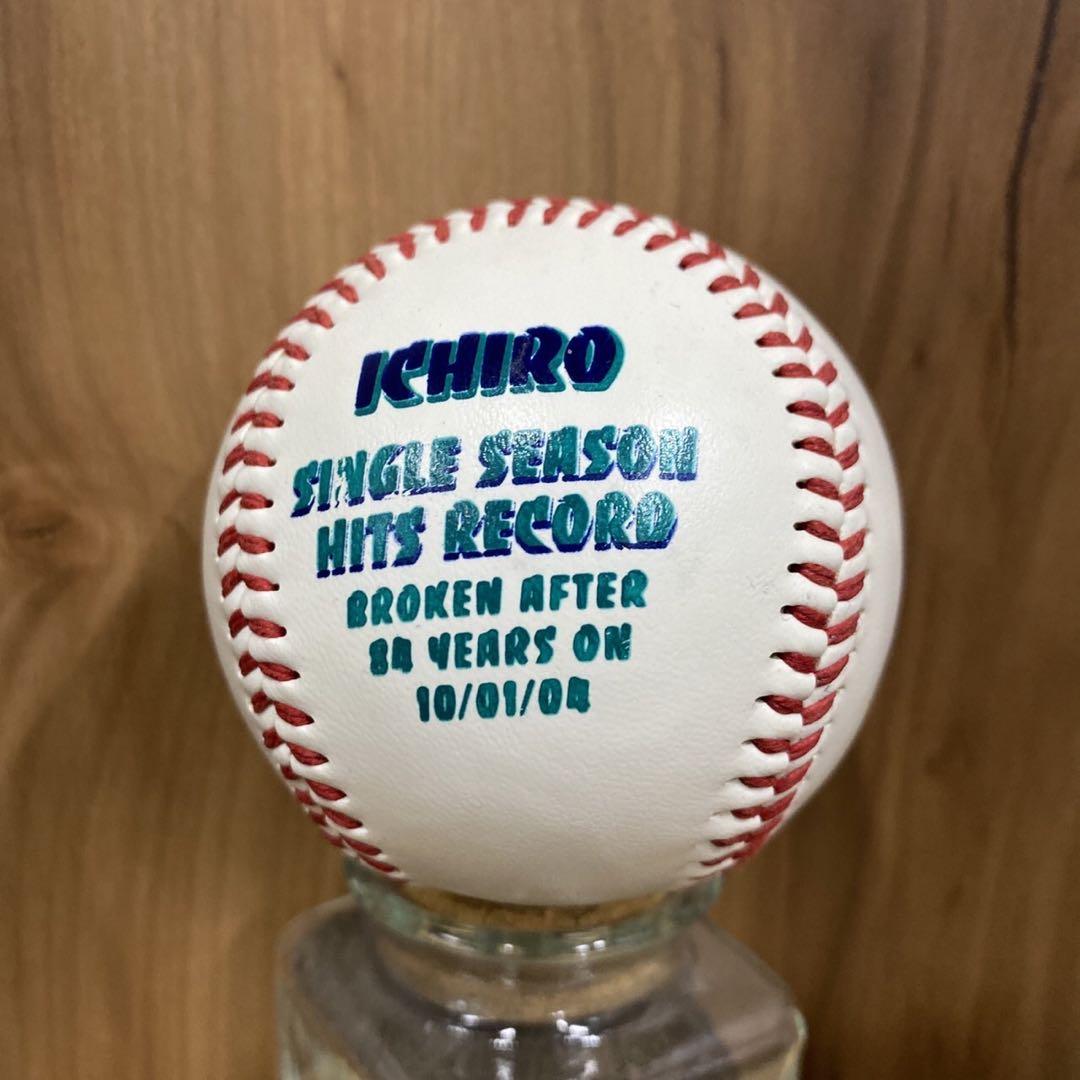 ICHIRO
SINGLE SEASON
HITS RECORD
BROKEN AFTER
84 YEARS ON
10/01/04